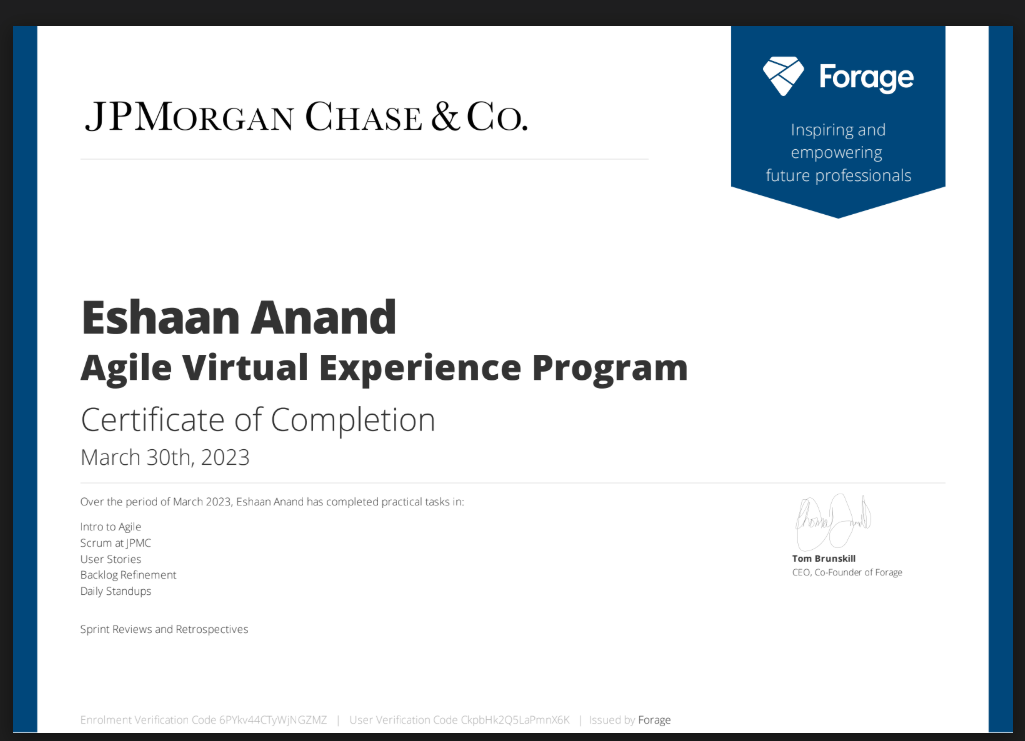 JPMORGAN CHASE & CO.
Forage
Inspiring and
empowering
future professionals
Eshaan Anand
Agile Virtual Experience Program
Certificate of Completion
March 30th, 2023
Over the period of March 2023, Eshaan Anand has completed practical tasks in:
Intro to Agile
Scrum at JPMC
User Stories
Backlog Refinement
Daily Standups
Sprint Reviews and Retrospectives
Tom Brunskill
CEO, Co-Founder of Forage
Enrolment Verification Code 6PYkv44CTyWjNGZMZ | User Verification Code CkpbHk2Q5LaPmnX6K | Issued by Forage